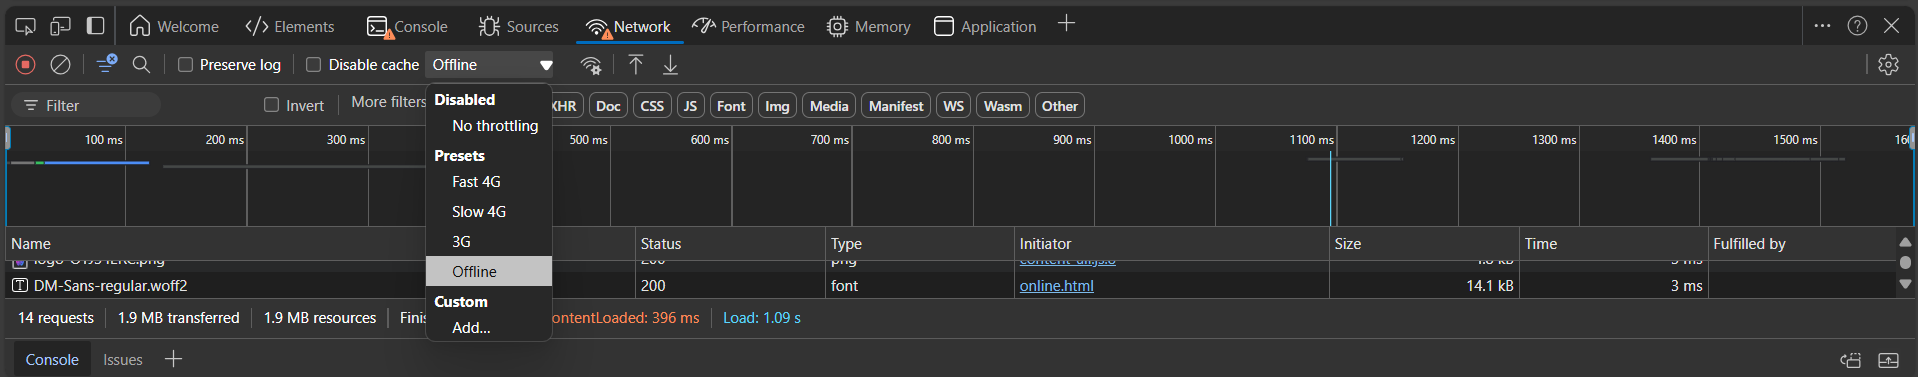 Welcome Elements Console Sources Network Performance Memory Application
Preserve log Disable cache Offline
Filter Invert More filters XHR Doc CSS JS Font Img Media Manifest WS Wasm Other
Disabled
No throttling
Presets
Fast 4G
Slow 4G
3G
Offline
Custom
Add...
100 ms 200 ms 300 ms 500 ms 600 ms 700 ms 800 ms 900 ms 1000 ms 1100 ms 1200 ms 1300 ms 1400 ms 1500 ms 160
Name Status Type Initiator Size Time Fulfilled by
200 png 3 ms
DM-Sans-regular.woff2 200 font online.html 14.1 kB 3 ms
14 requests 1.9 MB transferred 1.9 MB resources Finis ontentLoaded: 396 ms Load: 1.09 s
Console Issues